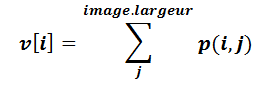 image.largeur
v[i] = ∑ p(i,j)
j